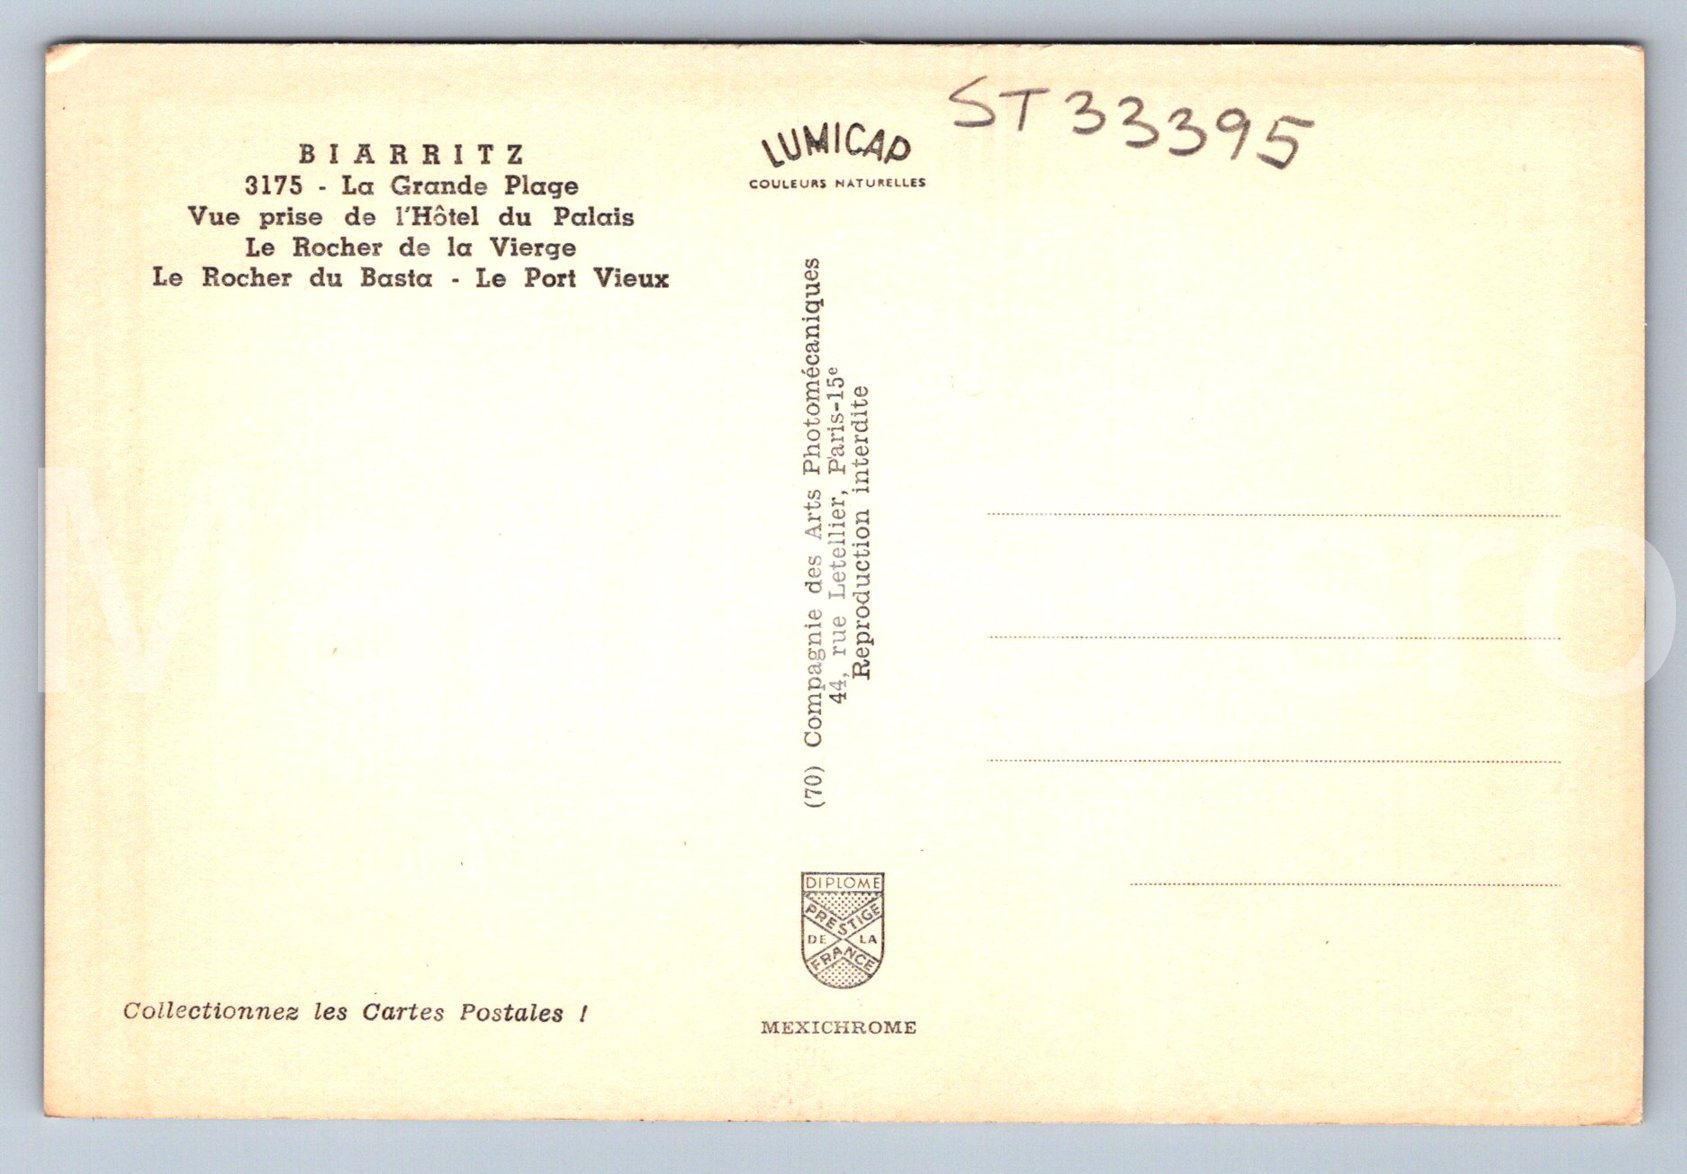 BIARRITZ
3175 - La Grande Plage
Vue prise de l'Hôtel du Palais
Le Rocher de la Vierge
Le Rocher du Basta - Le Port Vieux
LUMICAP
COULEURS NATURELLES
ST33395
(70) Compagnie des Arts Photomécaniques
44, rue Letellier, Paris-15e
Reproduction interdite
DIPLOME
PRESTIGE
DE LA
FRANCE
MEXICHROME
Collectionnez les Cartes Postales !